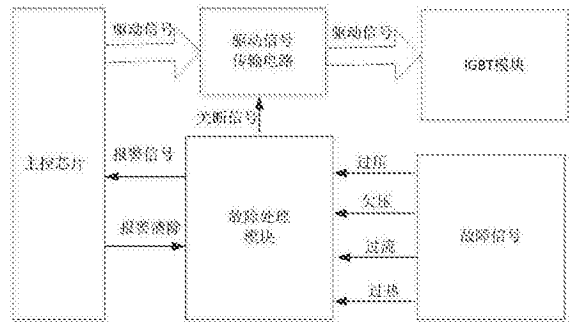 驱动信号
驱动信号
传输电路
驱动信号
IGBT模块
关断信号
主控芯片
报警信号
报警清除
故障处理
模块
过压
欠压
过流
过热
故障信号